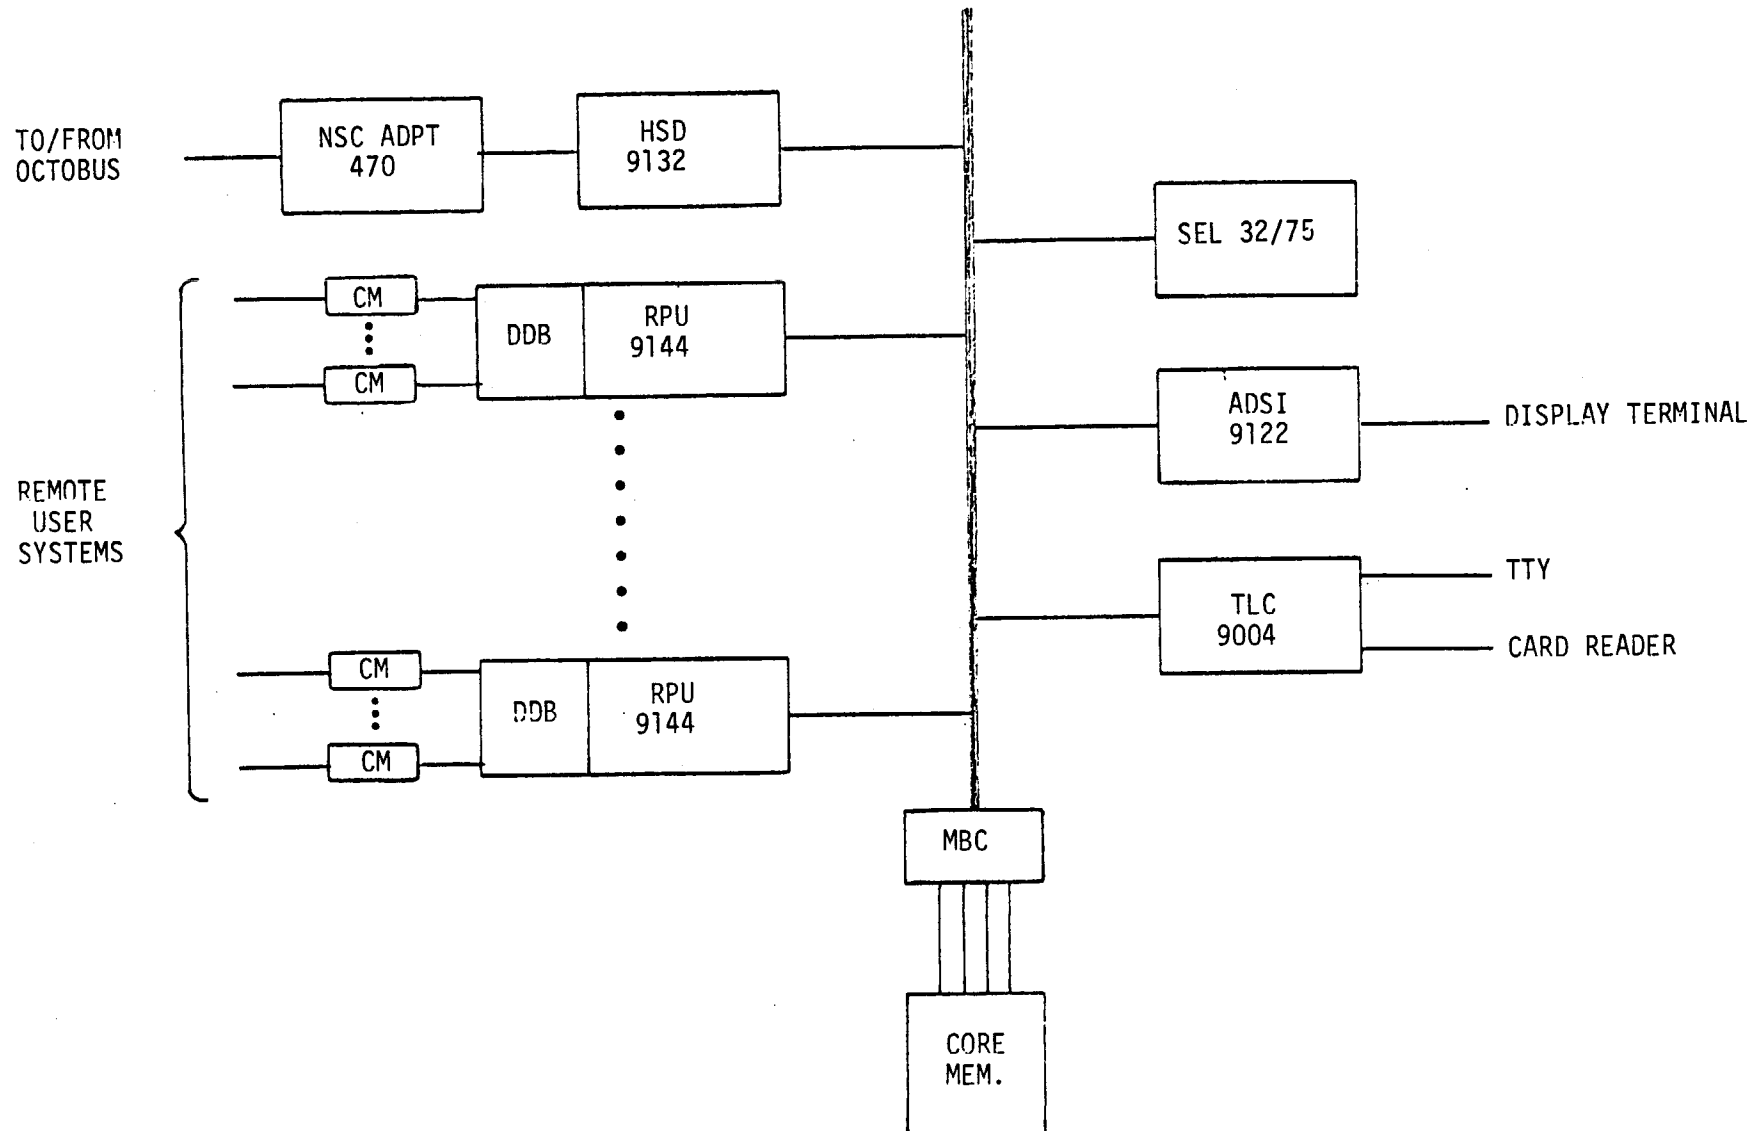 TO/FROM
OCTOBUS
NSC ADPT
470
HSD
9132
SEL 32/75
CM
CM
DDB
RPU
9144
ADSI
9122
DISPLAY TERMINAL
REMOTE
USER
SYSTEMS
TLC
9004
TTY
CARD READER
CM
CM
DDB
RPU
9144
MBC
CORE
MEM.